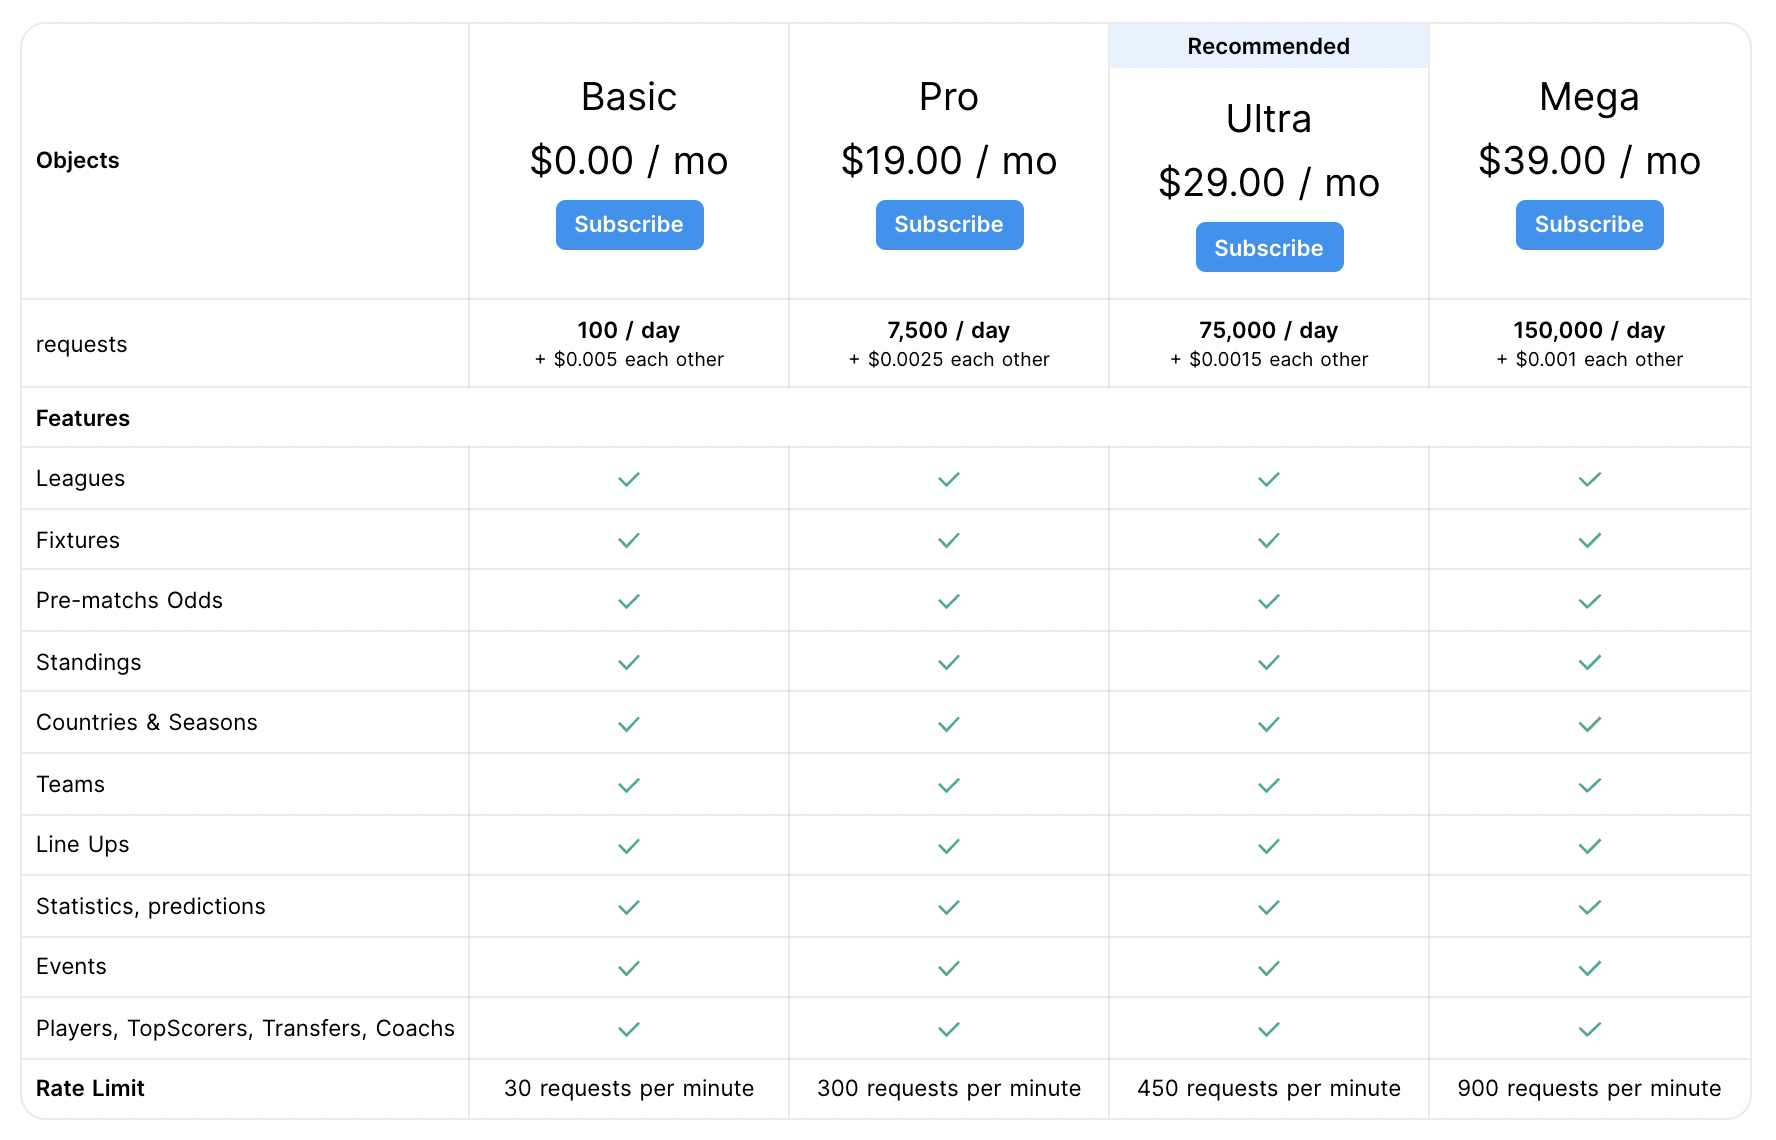 Objects
Basic
$0.00 / mo
Subscribe
Pro
$19.00 / mo
Subscribe
Recommended
Ultra
$29.00 / mo
Subscribe
Mega
$39.00 / mo
Subscribe
requests
100 / day
+ $0.005 each other
7,500 / day
+ $0.0025 each other
75,000 / day
+ $0.0015 each other
150,000 / day
+ $0.001 each other
Features
Leagues
Fixtures
Pre-matchs Odds
Standings
Countries & Seasons
Teams
Line Ups
Statistics, predictions
Events
Players, TopScorers, Transfers, Coachs
Rate Limit
30 requests per minute
300 requests per minute
450 requests per minute
900 requests per minute